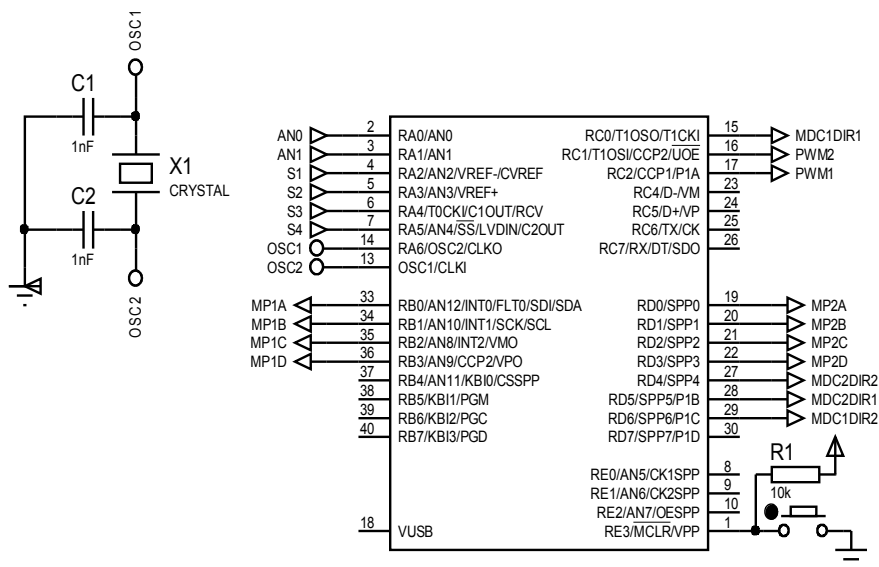 OSC1
C1
1nF
X1
CRYSTAL
C2
1nF
OSC2
AN0 2 RA0/AN0
AN1 3 RA1/AN1
S1 4 RA2/AN2/VREF-/CVREF
S2 5 RA3/AN3/VREF+
S3 6 RA4/T0CKI/C1OUT/RCV
S4 7 RA5/AN4/SS/LVDIN/C2OUT
OSC1 14 RA6/OSC2/CLKO
OSC2 13 OSC1/CLKI
MP1A 33 RB0/AN12/INT0/FLT0/SDI/SDA
MP1B 34 RB1/AN10/INT1/SCK/SCL
MP1C 35 RB2/AN8/INT2/VMO
MP1D 36 RB3/AN9/CCP2/VPO
37 RB4/AN11/KBI0/CSSPP
38 RB5/KBI1/PGM
39 RB6/KBI2/PGC
40 RB7/KBI3/PGD
18 VUSB
RC0/T1OSO/T1CKI 15 MDC1DIR1
RC1/T1OSI/CCP2/UOE 16 PWM2
RC2/CCP1/P1A 17 PWM1
RC4/D-/VM 23
RC5/D+/VP 24
RC6/TX/CK 25
RC7/RX/DT/SDO 26
RD0/SPP0 19 MP2A
RD1/SPP1 20 MP2B
RD2/SPP2 21 MP2C
RD3/SPP3 22 MP2D
RD4/SPP4 27 MDC2DIR2
RD5/SPP5/P1B 28 MDC2DIR1
RD6/SPP6/P1C 29 MDC1DIR2
RD7/SPP7/P1D 30
RE0/AN5/CK1SPP 8
RE1/AN6/CK2SPP 9
RE2/AN7/OESPP 10
RE3/MCLR/VPP 1
R1
10k